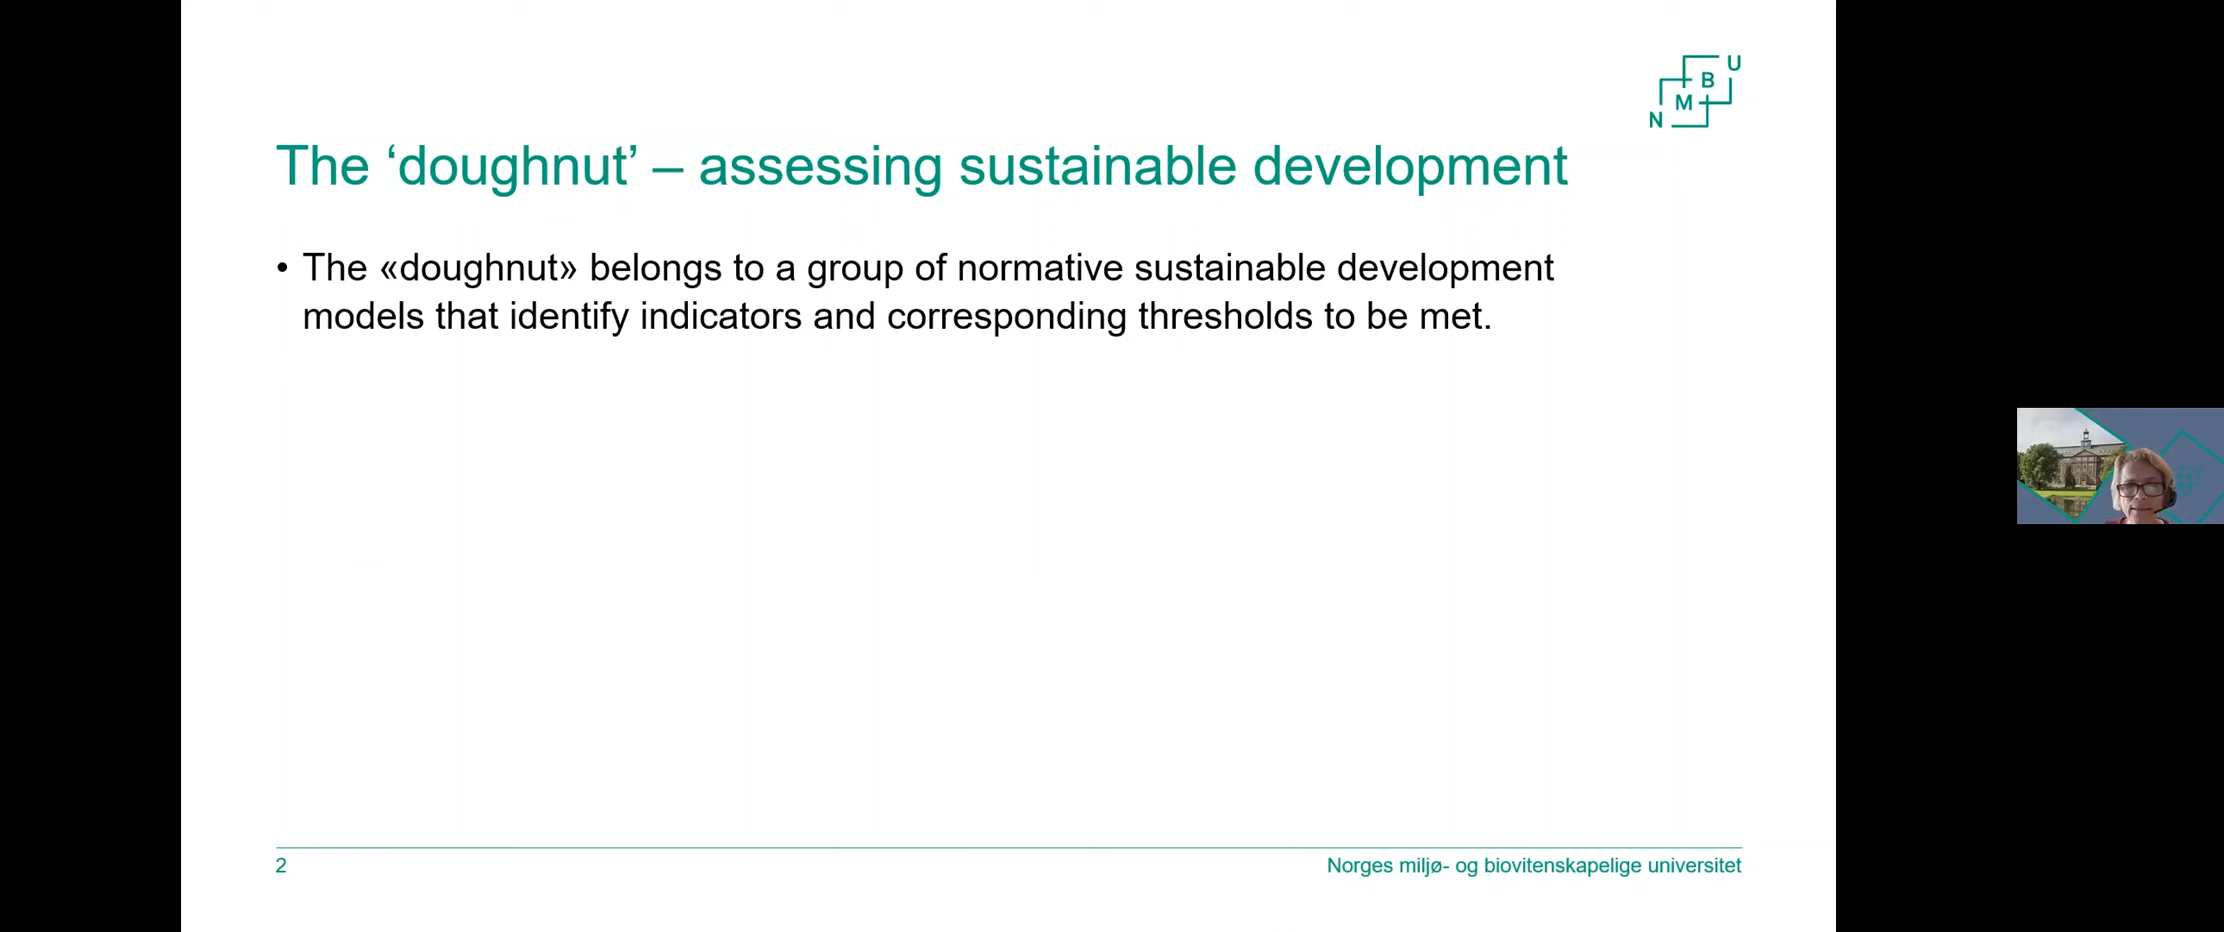 N M B U
The ‘doughnut’ – assessing sustainable development
• The «doughnut» belongs to a group of normative sustainable development
models that identify indicators and corresponding thresholds to be met.
2
Norges miljø- og biovitenskapelige universitet